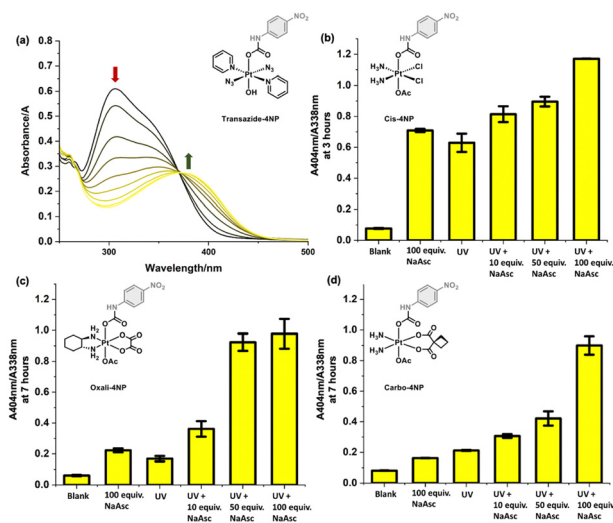 (a)
NO₂
HN
O
O
N
N₃
Pt
N₃
N
OH
Transazide-4NP
Absorbance/A
0.8
0.7
0.6
0.5
0.4
0.3
0.2
0.1
0.0
300
400
500
Wavelength/nm
(b)
NO₂
HN
O
O
H₃N
Cl
Pt
H₃N
Cl
OAc
Cis-4NP
A404nm/A338nm
at 3 hours
1.2
1.0
0.8
0.6
0.4
0.2
0.0
Blank
100 equiv.
NaAsc
UV
UV +
10 equiv.
NaAsc
UV +
50 equiv.
NaAsc
UV +
100 equiv.
NaAsc
(c)
NO₂
HN
O
O
H₂
N
O
O
Pt
N
H₂
O
O
OAc
Oxali-4NP
A404nm/A338nm
at 7 hours
1.2
1.0
0.8
0.6
0.4
0.2
0.0
Blank
100 equiv.
NaAsc
UV
UV +
10 equiv.
NaAsc
UV +
50 equiv.
NaAsc
UV +
100 equiv.
NaAsc
(d)
NO₂
HN
O
O
H₃N
O
O
Pt
H₃N
O
O
OAc
Carbo-4NP
A404nm/A338nm
at 7 hours
1.2
1.0
0.8
0.6
0.4
0.2
0.0
Blank
100 equiv.
NaAsc
UV
UV +
10 equiv.
NaAsc
UV +
50 equiv.
NaAsc
UV +
100 equiv.
NaAsc